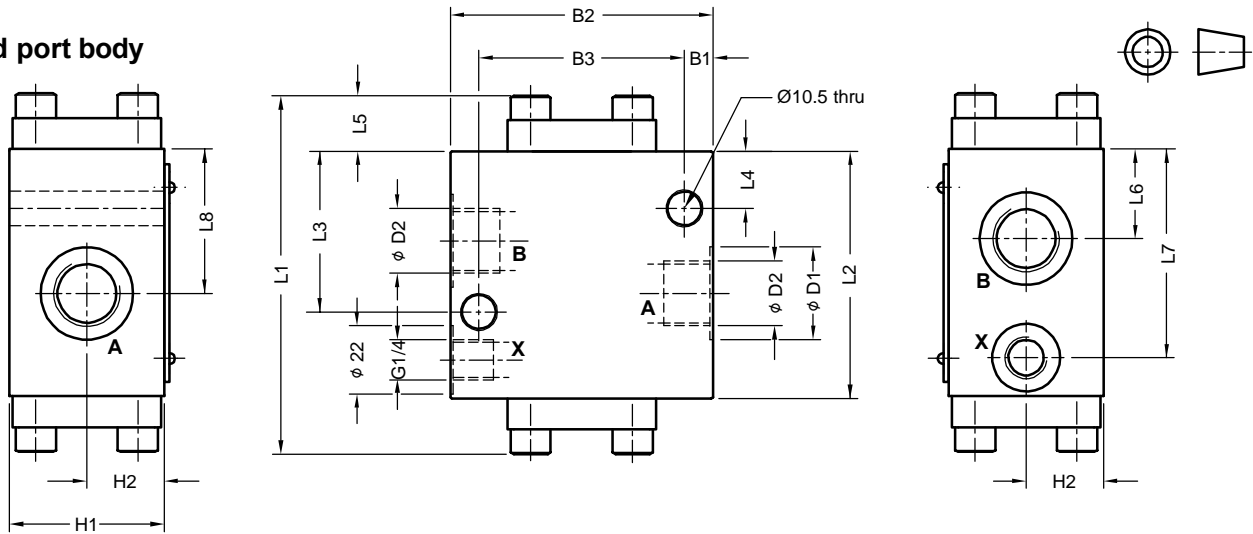 d port body
B2
B3
B1
Ø10.5 thru
L5
L4
L3
L1
L2
L8
L6
L7
ϕ D2
B
A
ϕ D2
ϕ D1
X
ϕ 22
G1/4
A
B
X
H2
H1
H2